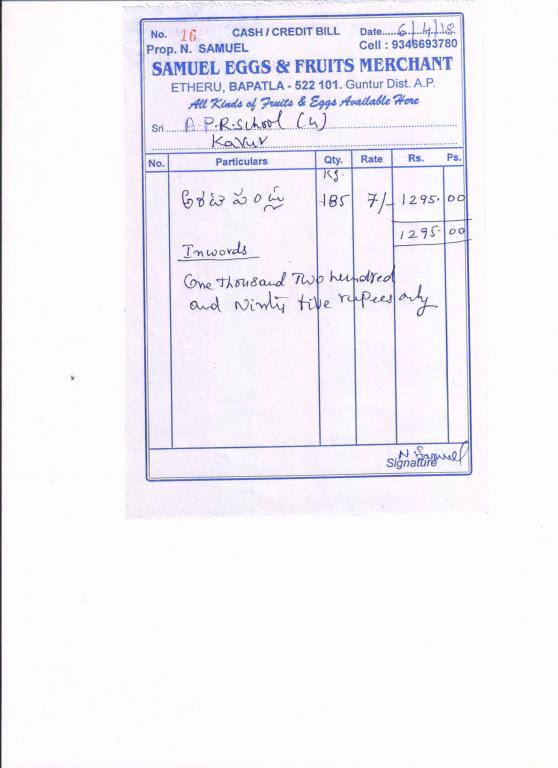 No. 16 CASH / CREDIT BILL Date....6/4/18
Prop. N. SAMUEL Cell : 9346693780
SAMUEL EGGS & FRUITS MERCHANT
ETHERU, BAPATLA - 522 101. Guntur Dist. A.P.
All Kinds of Fruits & Eggs Available Here
Sri A P.R. School (G)
Kavur
No. Particulars Qty. Rate Rs. Ps.
Kg.
అరటి పండ్లు 185 7/- 1295. 00
1295. 00
Inwords
One Thousand Two hundred
and Ninty five rupees only
N. Samuel
Signature